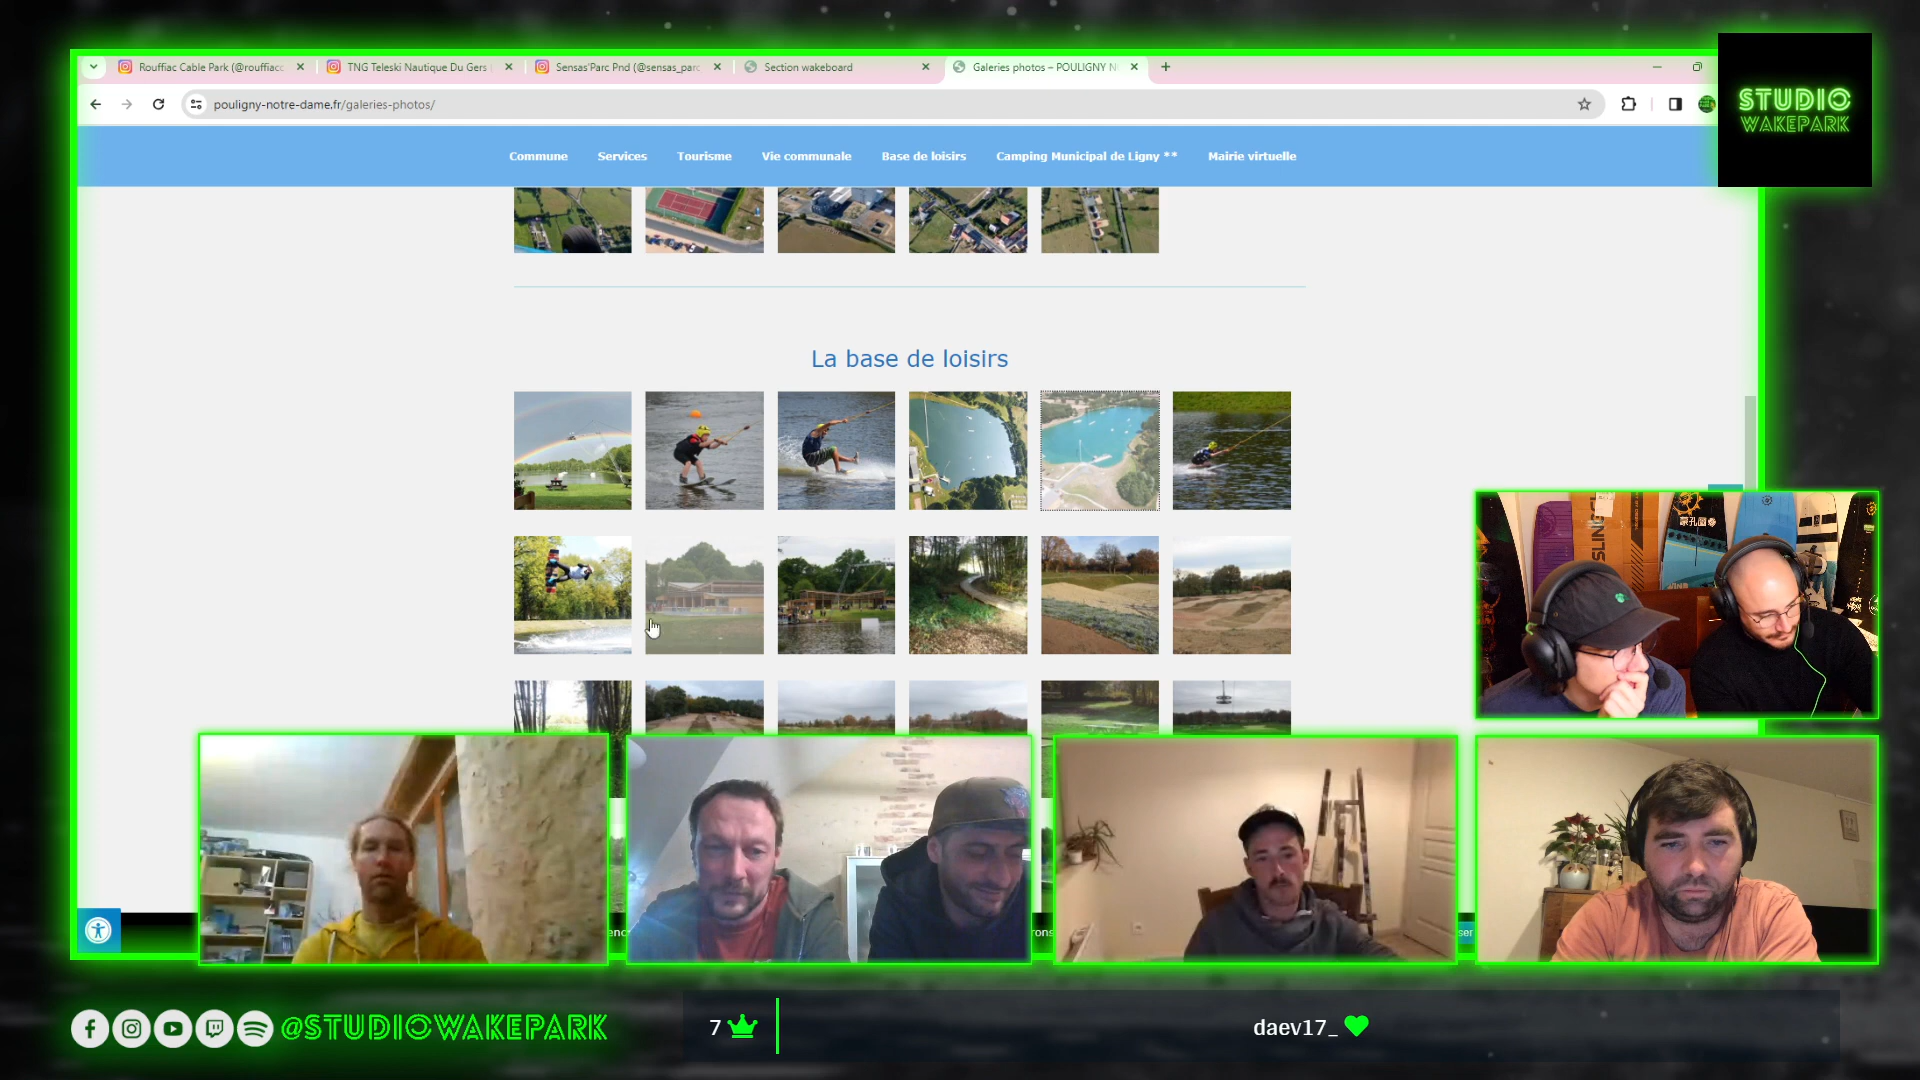 Rouffiac Cable Park (@rouffiacc
TNG Teleski Nautique Du Gers
Sensas'Parc Pnd (@sensas_parc
Section wakeboard
Galeries photos – POULIGNY N
pouligny-notre-dame.fr/galeries-photos/
STUDIO
WAKEPARK
Commune
Services
Tourisme
Vie communale
Base de loisirs
Camping Municipal de Ligny **
Mairie virtuelle
La base de loisirs
@STUDIOWAKEPARK
7
daev17_